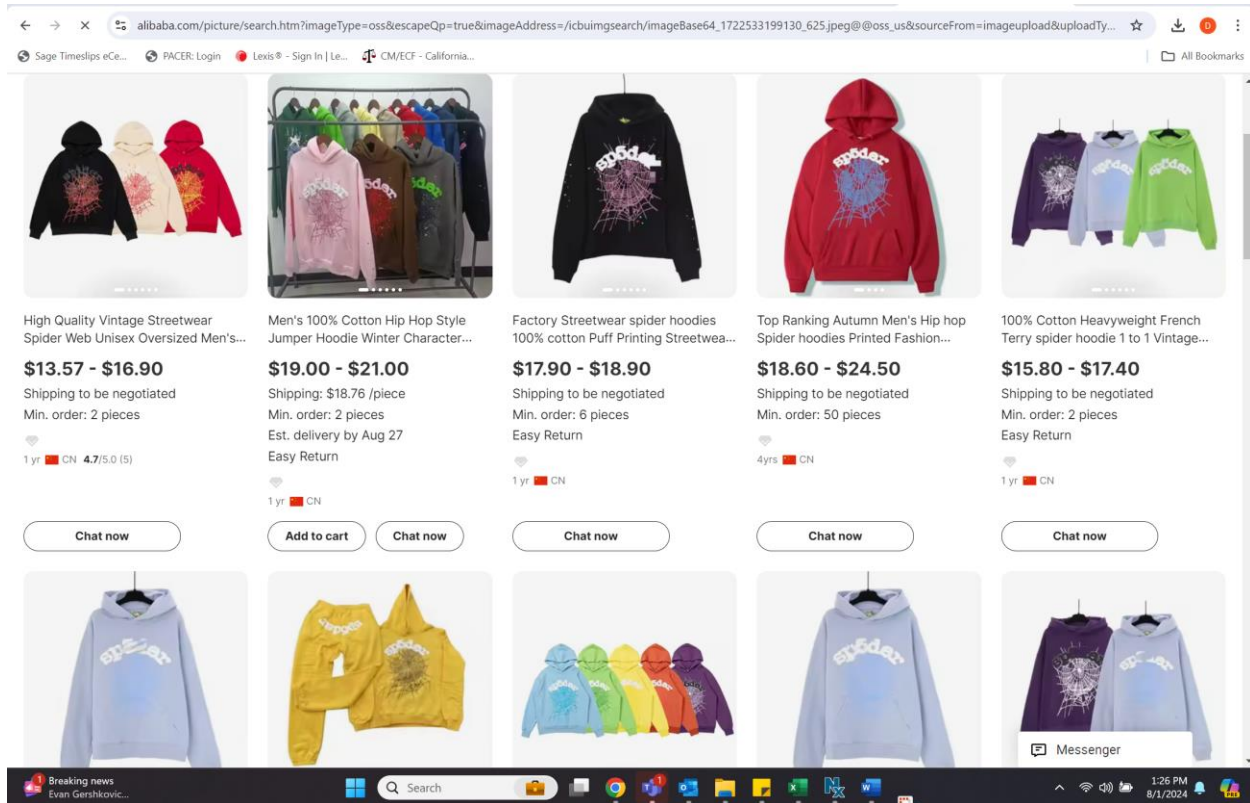 alibaba.com/picture/search.htm?imageType=oss&escapeQp=true&imageAddress=/icbuimgsearch/imageBase64_1722533199130_625.jpeg@@oss_us&sourceFrom=imageupload&uploadTy...
D
Sage Timeslips eCe...
PACER: Login
Lexis® - Sign In | Le...
CM/ECF - California...
All Bookmarks
sp5der
sp5der
sp5der
High Quality Vintage Streetwear
Spider Web Unisex Oversized Men's...
$13.57 - $16.90
Shipping to be negotiated
Min. order: 2 pieces
1 yr CN 4.7/5.0 (5)
Chat now
Men's 100% Cotton Hip Hop Style
Jumper Hoodie Winter Character...
$19.00 - $21.00
Shipping: $18.76 /piece
Min. order: 2 pieces
Est. delivery by Aug 27
Easy Return
1 yr CN
Add to cart
Chat now
Factory Streetwear spider hoodies
100% cotton Puff Printing Streetwea...
$17.90 - $18.90
Shipping to be negotiated
Min. order: 6 pieces
Easy Return
1 yr CN
Chat now
Top Ranking Autumn Men's Hip hop
Spider hoodies Printed Fashion...
$18.60 - $24.50
Shipping to be negotiated
Min. order: 50 pieces
4yrs CN
Chat now
100% Cotton Heavyweight French
Terry spider hoodie 1 to 1 Vintage...
$15.80 - $17.40
Shipping to be negotiated
Min. order: 2 pieces
Easy Return
1 yr CN
Chat now
sp5der
sp5der
Messenger
1
Breaking news
Evan Gershkovic...
Search
1
1:26 PM
8/1/2024